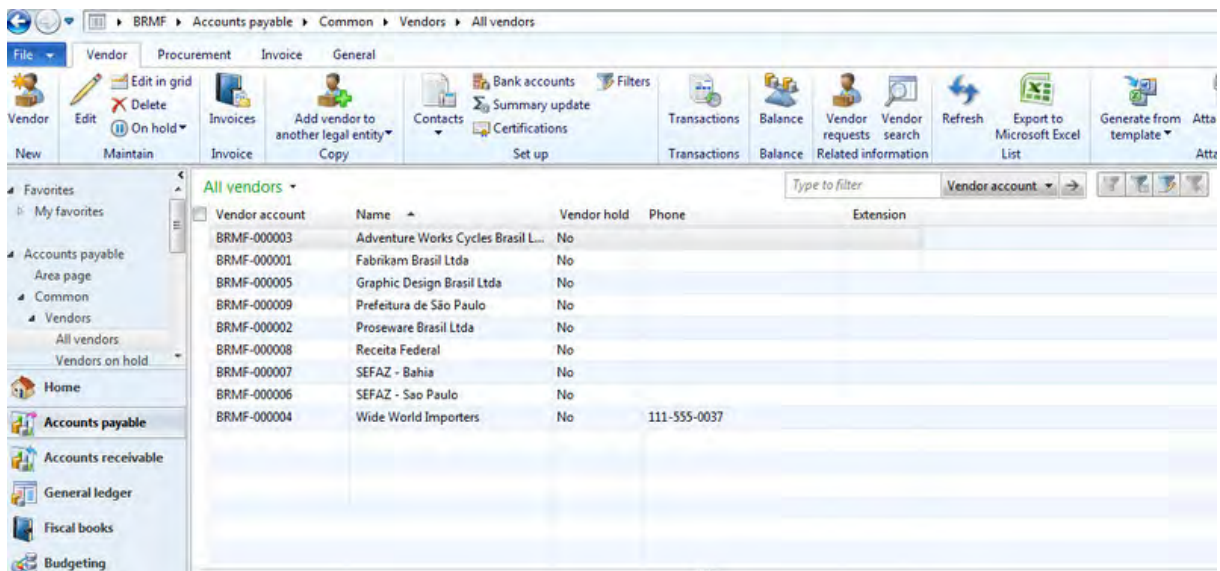 BRMF ▸ Accounts payable ▸ Common ▸ Vendors ▸ All vendors
File Vendor Procurement Invoice General
Vendor
New
Edit
Edit in grid
Delete
On hold
Maintain
Invoices
Invoice
Add vendor to
another legal entity
Copy
Contacts
Bank accounts
Summary update
Certifications
Filters
Set up
Transactions
Transactions
Balance
Balance
Vendor
requests
Vendor
search
Related information
Refresh
Export to
Microsoft Excel
List
Generate from
template
Atta
Atta
Favorites
My favorites
Accounts payable
Area page
Common
Vendors
All vendors
Vendors on hold
Home
Accounts payable
Accounts receivable
General ledger
Fiscal books
Budgeting
All vendors
Type to filter Vendor account
Vendor account Name Vendor hold Phone Extension
BRMF-000003 Adventure Works Cycles Brasil L... No
BRMF-000001 Fabrikam Brasil Ltda No
BRMF-000005 Graphic Design Brasil Ltda No
BRMF-000009 Prefeitura de São Paulo No
BRMF-000002 Proseware Brasil Ltda No
BRMF-000008 Receita Federal No
BRMF-000007 SEFAZ - Bahia No
BRMF-000006 SEFAZ - Sao Paulo No
BRMF-000004 Wide World Importers No 111-555-0037